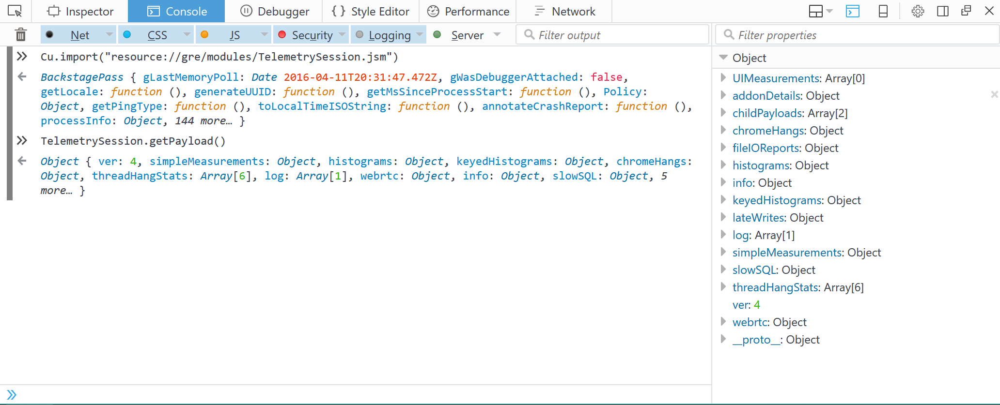 Inspector Console Debugger { } Style Editor Performance Network
Net CSS JS Security Logging Server Filter output Filter properties
Cu.import("resource://gre/modules/TelemetrySession.jsm")
BackstagePass { gLastMemoryPoll: Date 2016-04-11T20:31:47.472Z, gWasDebuggerAttached: false,
getLocale: function (), generateUUID: function (), getMsSinceProcessStart: function (), Policy:
Object, getPingType: function (), toLocalTimeISOString: function (), annotateCrashReport: function (),
processInfo: Object, 144 more… }
TelemetrySession.getPayload()
Object { ver: 4, simpleMeasurements: Object, histograms: Object, keyedHistograms: Object, chromeHangs:
Object, threadHangStats: Array[6], log: Array[1], webrtc: Object, info: Object, slowSQL: Object, 5
more… }
Object
UIMeasurements: Array[0]
addonDetails: Object
childPayloads: Array[2]
chromeHangs: Object
fileIOReports: Object
histograms: Object
info: Object
keyedHistograms: Object
lateWrites: Object
log: Array[1]
simpleMeasurements: Object
slowSQL: Object
threadHangStats: Array[6]
ver: 4
webrtc: Object
__proto__: Object